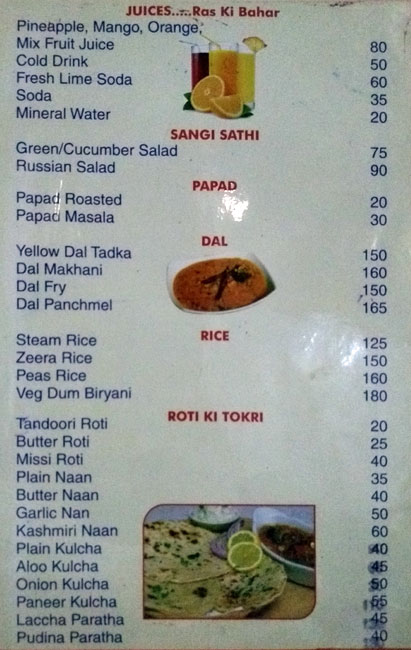 JUICES.....Ras Ki Bahar
Pineapple, Mango, Orange,
Mix Fruit Juice 80
Cold Drink 50
Fresh Lime Soda 60
Soda 35
Mineral Water 20
SANGI SATHI
Green/Cucumber Salad 75
Russian Salad 90
PAPAD
Papad Roasted 20
Papad Masala 30
DAL
Yellow Dal Tadka 150
Dal Makhani 160
Dal Fry 150
Dal Panchmel 165
RICE
Steam Rice 125
Zeera Rice 150
Peas Rice 160
Veg Dum Biryani 180
ROTI KI TOKRI
Tandoori Roti 20
Butter Roti 25
Missi Roti 40
Plain Naan 35
Butter Naan 40
Garlic Nan 50
Kashmiri Naan 60
Plain Kulcha 40
Aloo Kulcha 45
Onion Kulcha 50
Paneer Kulcha 55
Laccha Paratha 45
Pudina Paratha 40